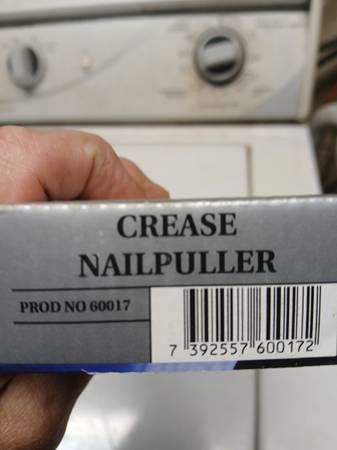 CREASE
NAILPULLER
PROD NO 60017
7 392557 600172